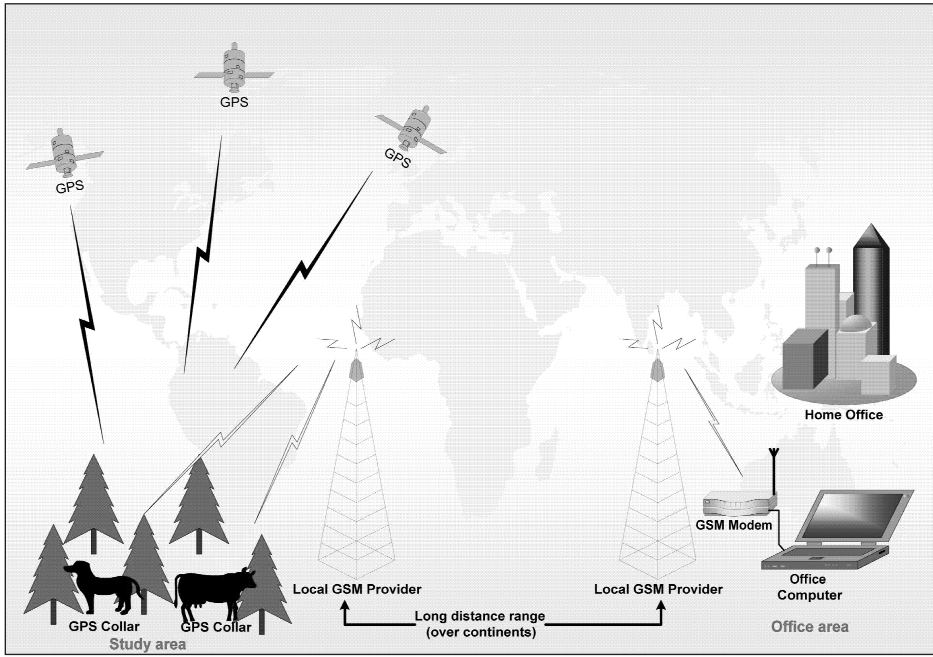 GPS
GPS
GPS
Home Office
GSM Modem
Local GSM Provider
Local GSM Provider
Office
Computer
GPS Collar
GPS Collar
Long distance range
(over continents)
Study area
Office area